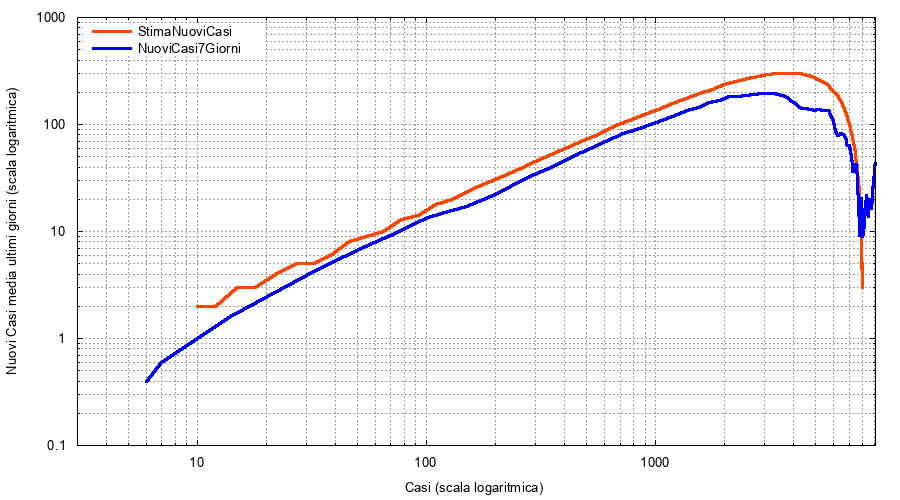 1000
StimaNuoviCasi
NuoviCasi7Giorni
100
10
1
0.1
Nuovi Casi media ultimi giorni (scala logaritmica)
10
100
1000
Casi (scala logaritmica)